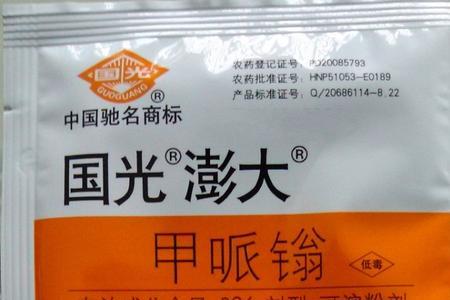 国光
GUOGUANG®
中国驰名商标
农药登记证号：PD20085793
农药批准证号：HNP51053-E0189
产品标准证号：Q/20686114-8.22
国光®澎大®
甲哌鎓
低毒